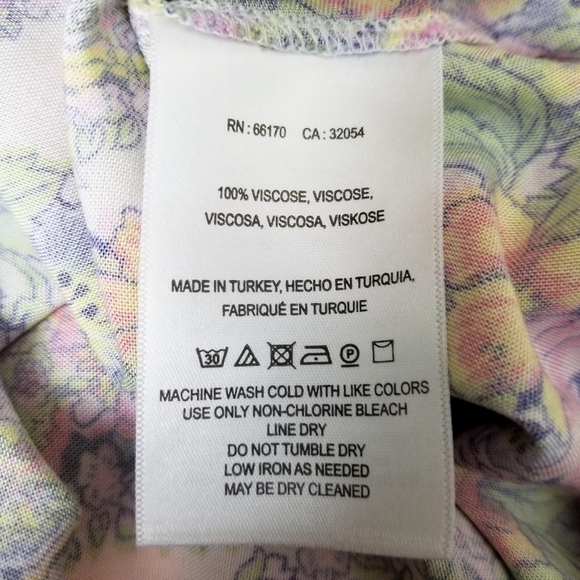 RN : 66170 CA : 32054
100% VISCOSE, VISCOSE,
VISCOSA, VISCOSA, VISKOSE
MADE IN TURKEY, HECHO EN TURQUIA,
FABRIQUÉ EN TURQUIE
30 P
MACHINE WASH COLD WITH LIKE COLORS
USE ONLY NON-CHLORINE BLEACH
LINE DRY
DO NOT TUMBLE DRY
LOW IRON AS NEEDED
MAY BE DRY CLEANED